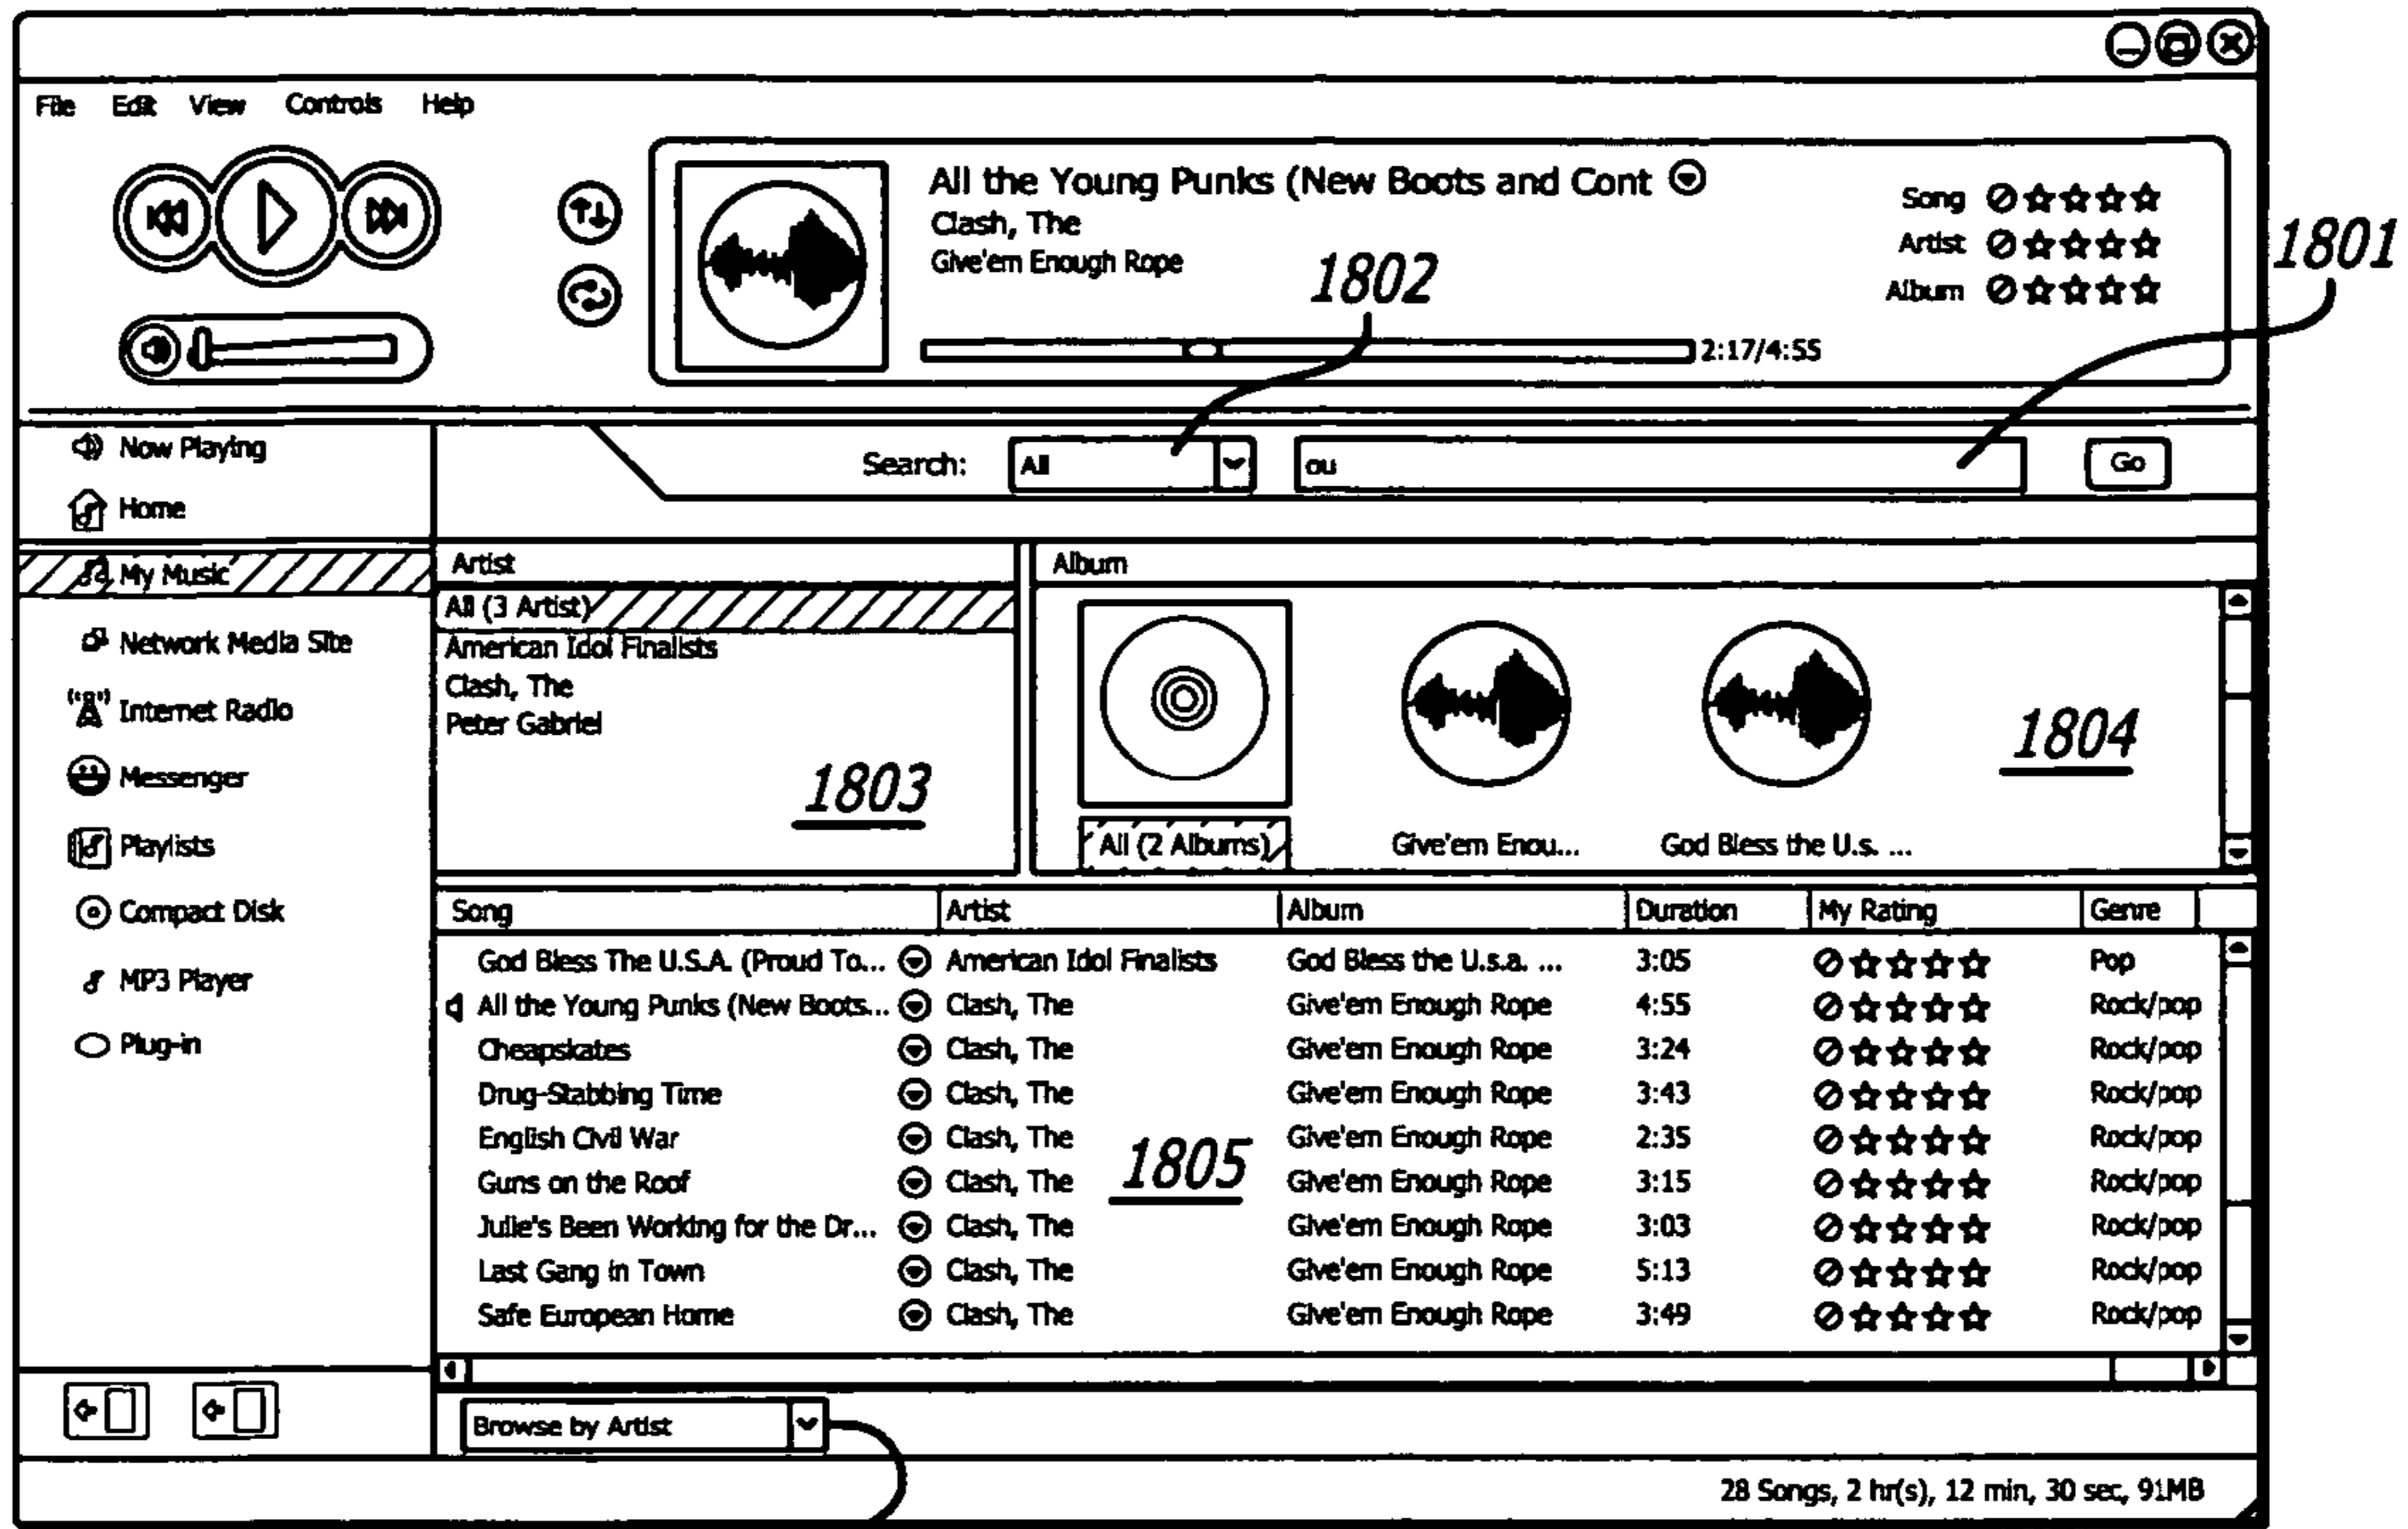 File Edit View Controls Help
All the Young Punks (New Boots and Cont
Clash, The
Give'em Enough Rope
1802
2:17/4:55
Song
Artist
Album
1801
Now Playing
Home
My Music
Network Media Site
Internet Radio
Messenger
Playlists
Compact Disk
MP3 Player
Plug-in
Search: All ou Go
Artist
All (3 Artist)
American Idol Finalists
Clash, The
Peter Gabriel
1803
Album
1804
All (2 Albums) Give'em Enou... God Bless the U.s. ...
Song Artist Album Duration My Rating Genre
God Bless The U.S.A. (Proud To... American Idol Finalists God Bless the U.s.a. ... 3:05 Pop
All the Young Punks (New Boots... Clash, The Give'em Enough Rope 4:55 Rock/pop
Cheapskates Clash, The Give'em Enough Rope 3:24 Rock/pop
Drug-Stabbing Time Clash, The Give'em Enough Rope 3:43 Rock/pop
English Civil War Clash, The Give'em Enough Rope 2:35 Rock/pop
Guns on the Roof Clash, The Give'em Enough Rope 3:15 Rock/pop
Julie's Been Working for the Dr... Clash, The Give'em Enough Rope 3:03 Rock/pop
Last Gang in Town Clash, The Give'em Enough Rope 5:13 Rock/pop
Safe European Home Clash, The Give'em Enough Rope 3:49 Rock/pop
1805
Browse by Artist
28 Songs, 2 hr(s), 12 min, 30 sec, 91MB